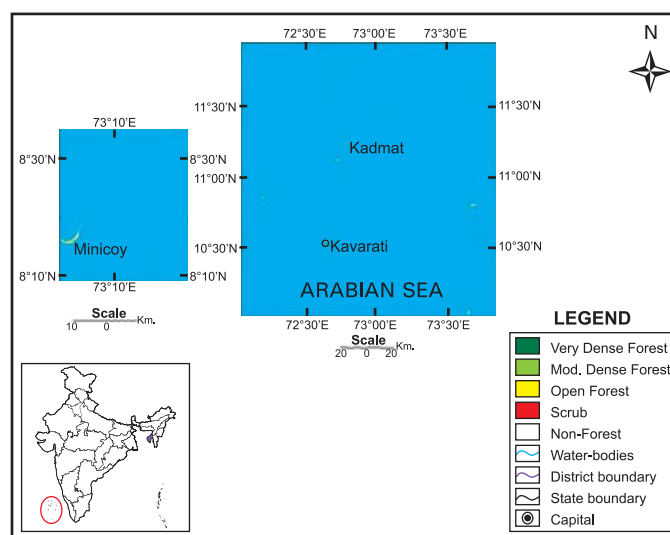 N
72°30'E 73°00'E 73°30'E
11°30'N 11°30'N
Kadmat
11°00'N 11°00'N
Kavarati
10°30'N 10°30'N
ARABIAN SEA
72°30'E 73°00'E 73°30'E
Scale
20 0 20 Km.
73°10'E
8°30'N 8°30'N
Minicoy
8°10'N 8°10'N
73°10'E
Scale
10 0 Km.
LEGEND
Very Dense Forest
Mod. Dense Forest
Open Forest
Scrub
Non-Forest
Water-bodies
District boundary
State boundary
Capital